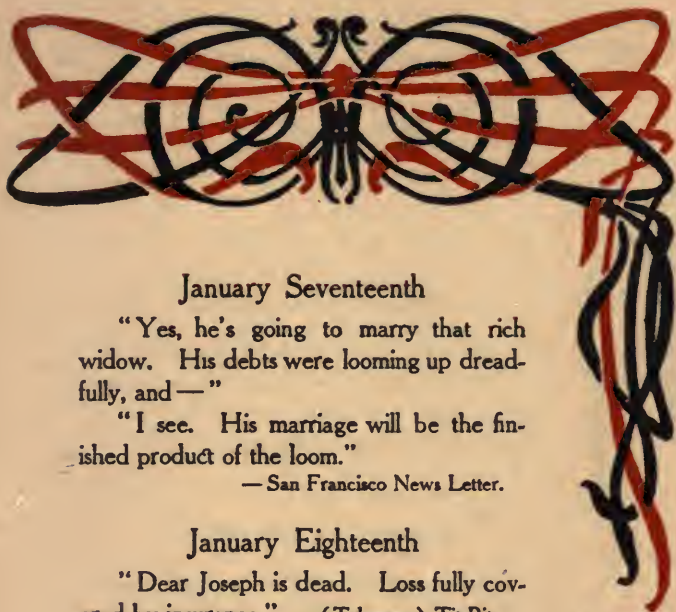 January Seventeenth
“Yes, he's going to marry that rich
widow. His debts were looming up dread-
fully, and — ”
“I see. His marriage will be the fin-
ished product of the loom.”
— San Francisco News Letter.
January Eighteenth
“Dear Joseph is dead. Loss fully cov-